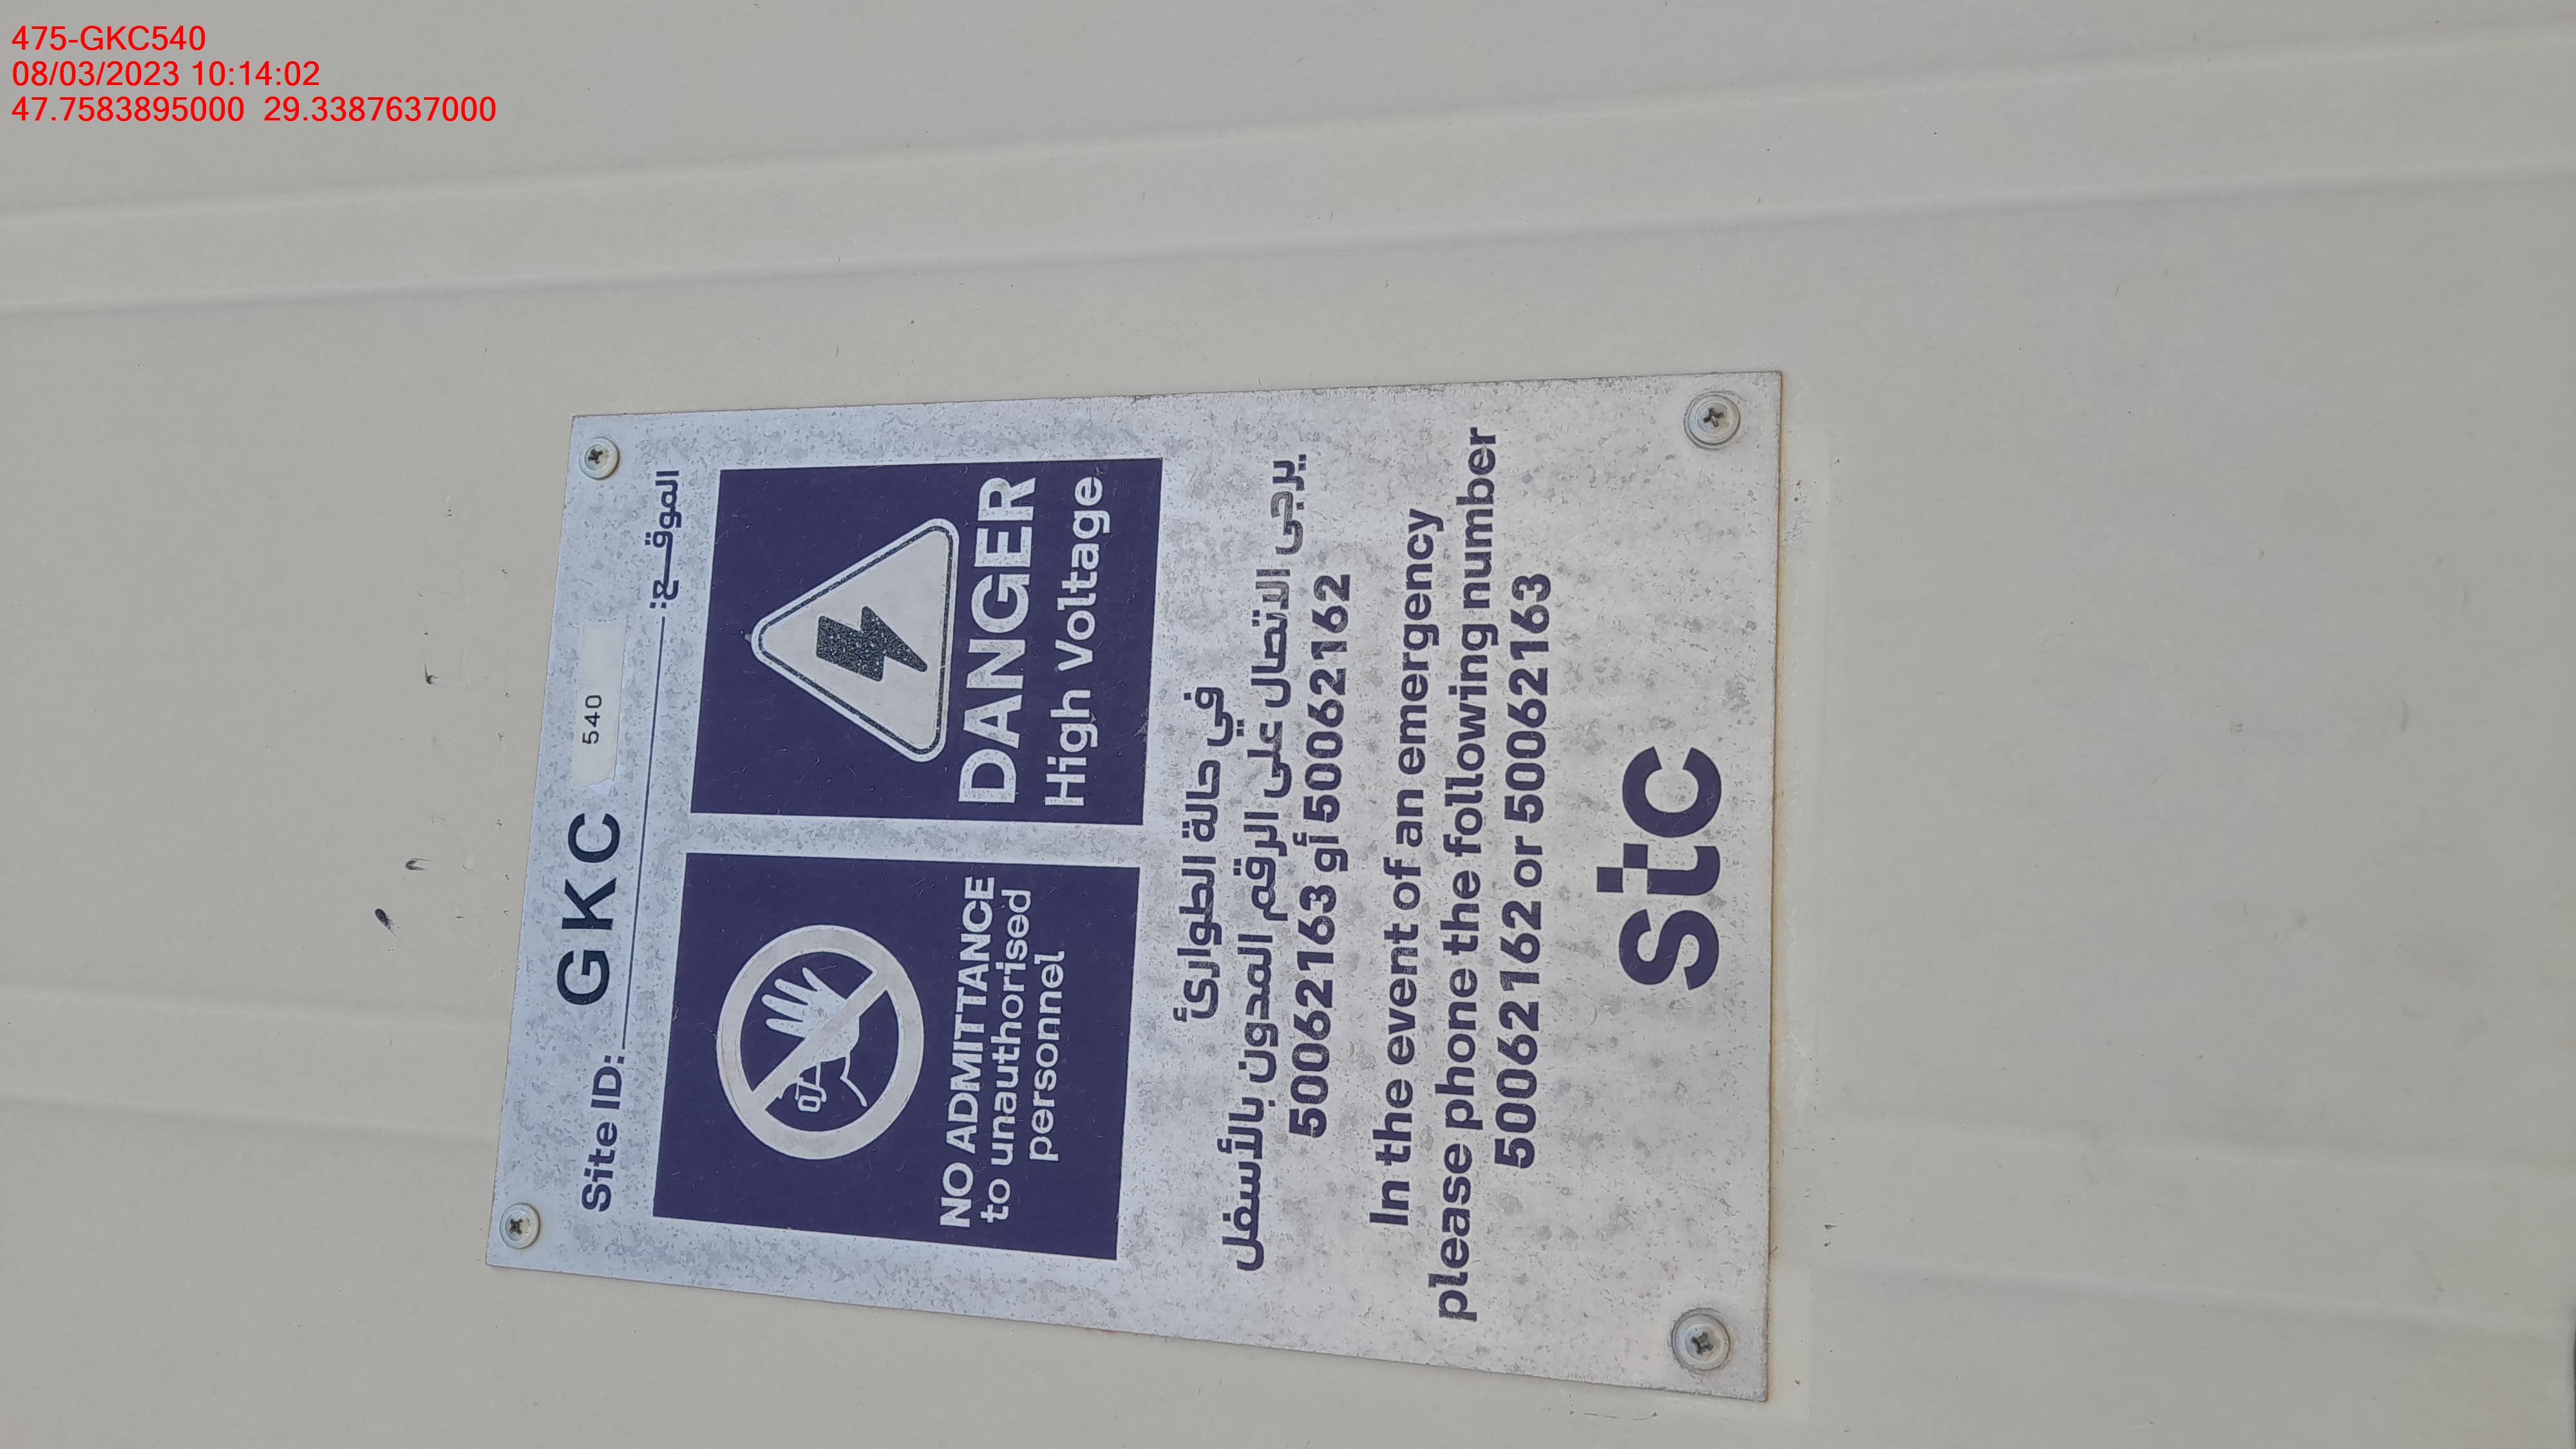 475-GKC540
08/03/2023 10:14:02
47.7583895000 29.3387637000
Site ID: GKC 540 الموقـــع:
NO ADMITTANCE
to unauthorised
personnel
DANGER
High Voltage
في حالة الطوارئ
يرجى الاتصال على الرقم المدون بالأسفل
50062163 أو 50062162
In the event of an emergency
please phone the following number
50062162 or 50062163
stc